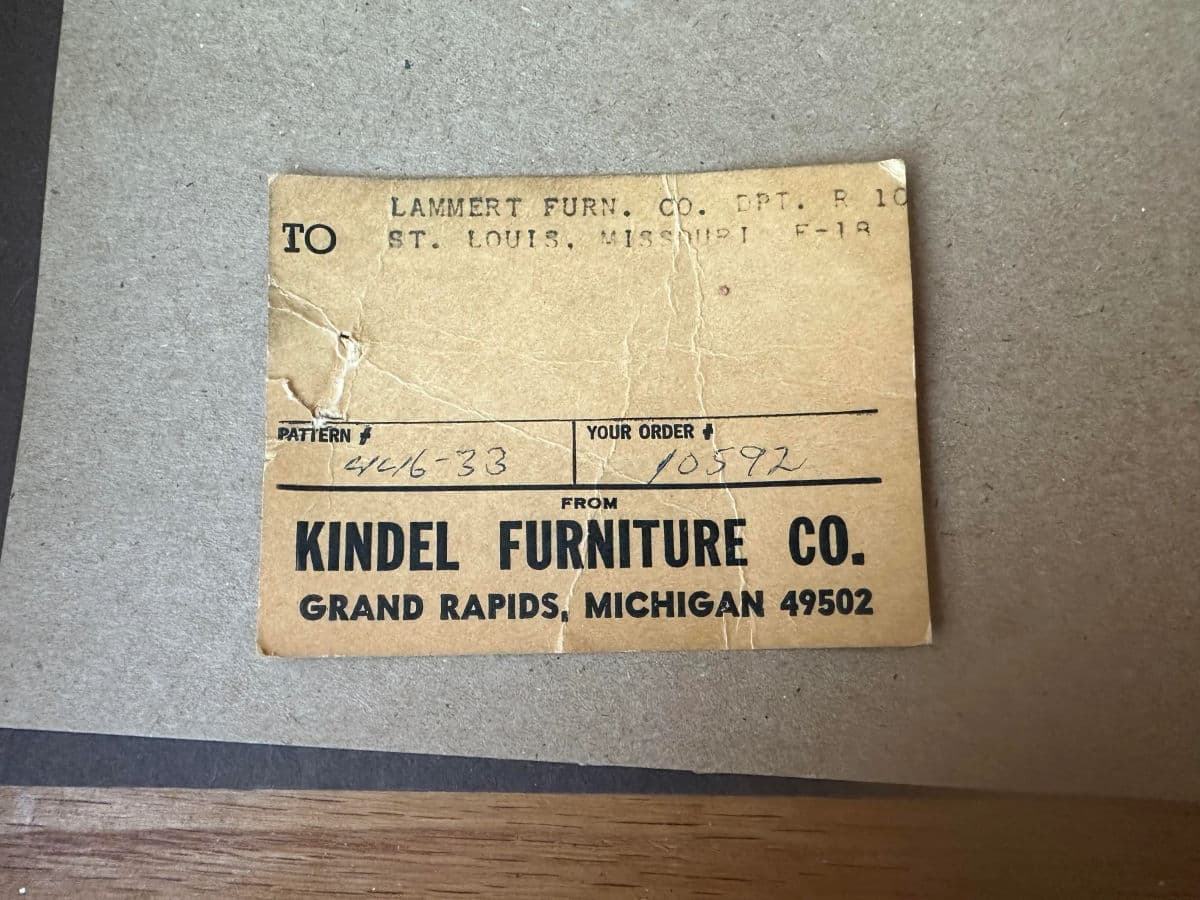 LAMMERT FURN. CO. DPT. R 10
TO ST. LOUIS, MISSOURI F-18
PATTERN # YOUR ORDER #
446-33 10592
FROM
KINDEL FURNITURE CO.
GRAND RAPIDS, MICHIGAN 49502